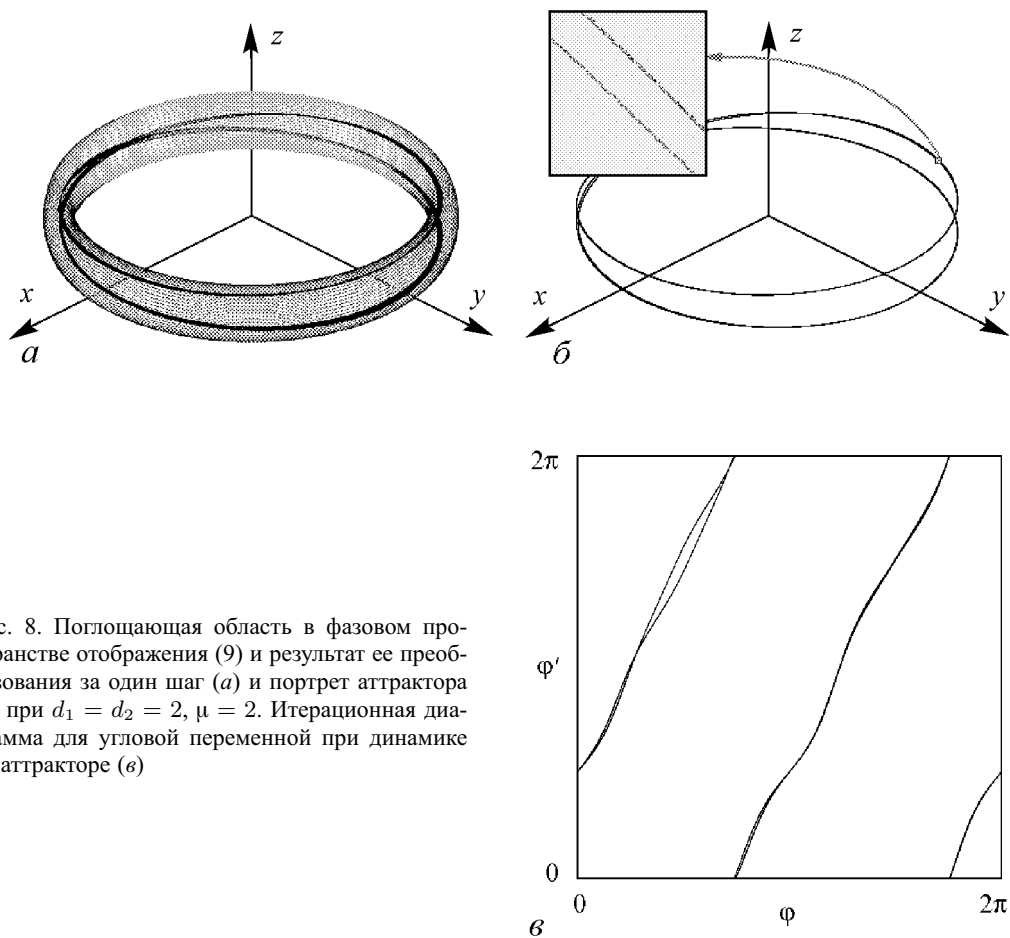 z
x
y
а
z
x
y
б
2π
φ'
0
0
φ
2π
в
с. 8. Поглощающая область в фазовом про-
ранстве отображения (9) и результат ее преоб-
зования за один шаг (а) и портрет аттрактора
при d₁ = d₂ = 2, μ = 2. Итерационная диа-
амма для угловой переменной при динамике
аттракторе (в)